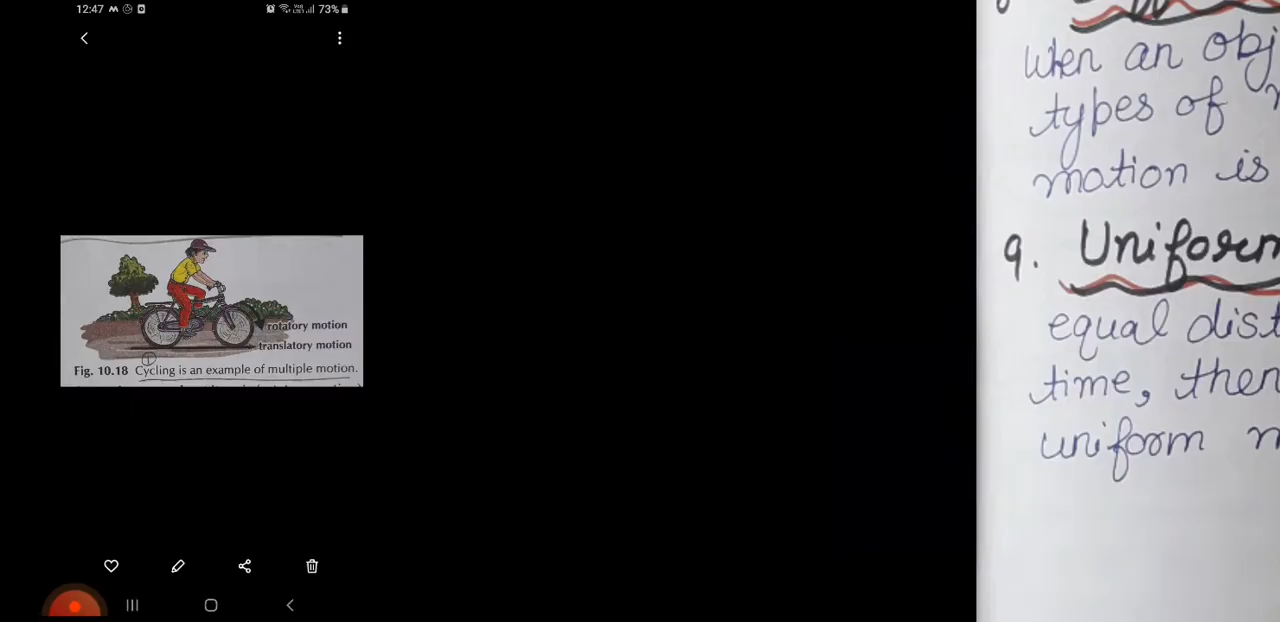 12:47
73%
rotatory motion
translatory motion
①
Fig. 10.18 Cycling is an example of multiple motion.
When an obj
types of
motion is
9. Uniform
equal dist
time, then
uniform